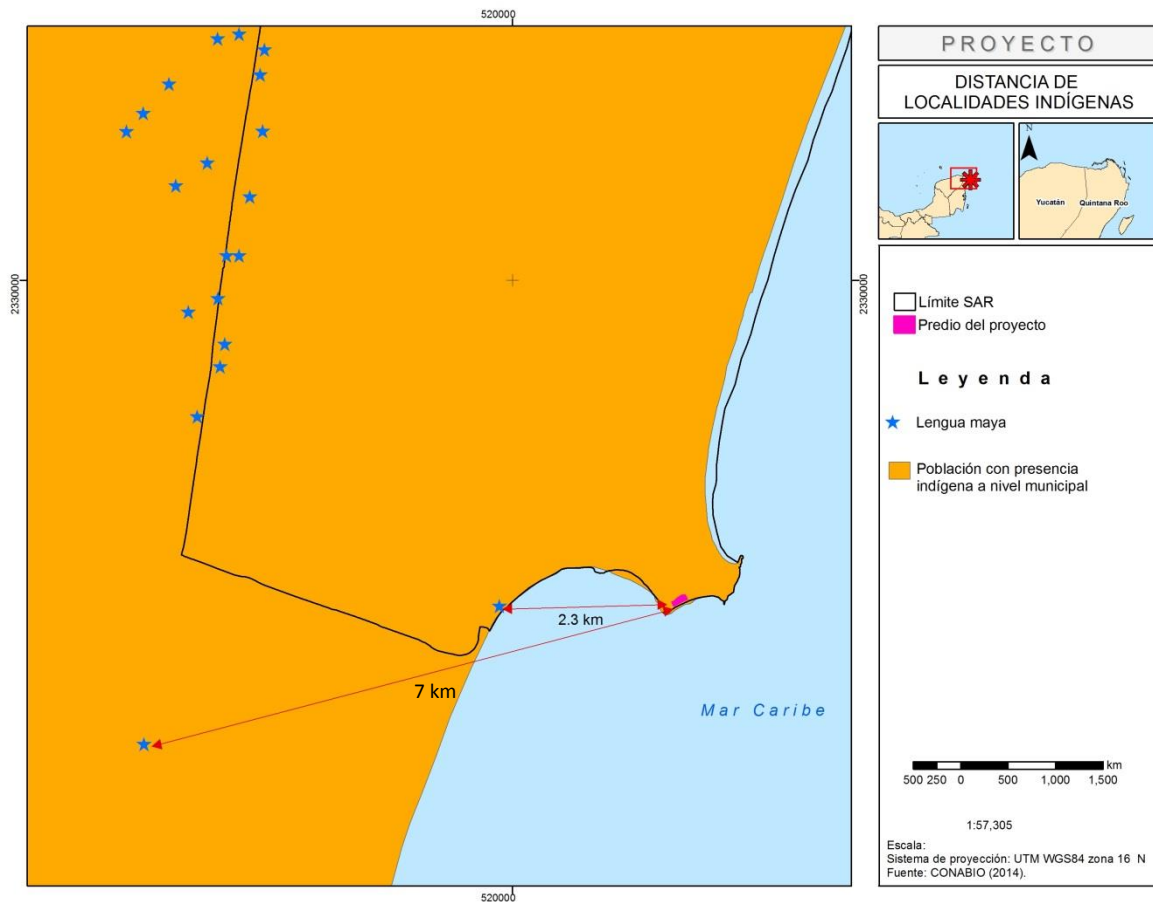 520000
2330000
2330000
2.3 km
7 km
Mar Caribe
520000
PROYECTO
DISTANCIA DE
LOCALIDADES INDÍGENAS
N
Yucatán
Quintana Roo
Límite SAR
Predio del proyecto
Leyenda
Lengua maya
Población con presencia
indígena a nivel municipal
km
500 250 0 500 1,000 1,500
1:57,305
Escala:
Sistema de proyección: UTM WGS84 zona 16 N
Fuente: CONABIO (2014).